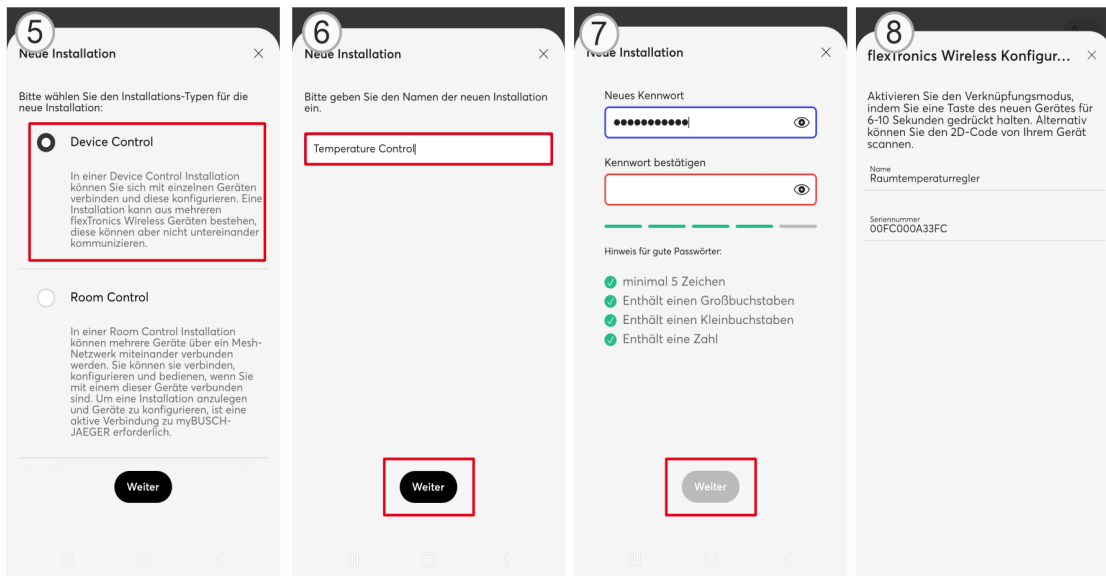 5
Neue Installation
Bitte wählen Sie den Installations-Typen für die
neue Installation:
Device Control
In einer Device Control Installation
können Sie sich mit einzelnen Geräten
verbinden und diese konfigurieren. Eine
Installation kann aus mehreren
flexTronics Wireless Geräten bestehen,
diese können aber nicht untereinander
kommunizieren.
Room Control
In einer Room Control Installation
können mehrere Geräte über ein Mesh-
Netzwerk miteinander verbunden
werden. Sie können sie verbinden,
konfigurieren und bedienen, wenn Sie
mit einem dieser Geräte verbunden
sind. Um eine Installation anzulegen
und Geräte zu konfigurieren, ist eine
aktive Verbindung zu myBUSCH-
JAEGER erforderlich.
Weiter
6
Neue Installation
Bitte geben Sie den Namen der neuen Installation
ein.
Temperature Control
Weiter
7
Neue Installation
Neues Kennwort
Kennwort bestätigen
Hinweis für gute Passwörter:
minimal 5 Zeichen
Enthält einen Großbuchstaben
Enthält einen Kleinbuchstaben
Enthält eine Zahl
Weiter
8
flexTronics Wireless Konfigur...
Aktivieren Sie den Verknüpfungsmodus,
indem Sie eine Taste des neuen Gerätes für
6-10 Sekunden gedrückt halten. Alternativ
können Sie den 2D-Code von Ihrem Gerät
scannen.
Name
Raumtemperaturregler
Seriennummer
00FC000A33FC